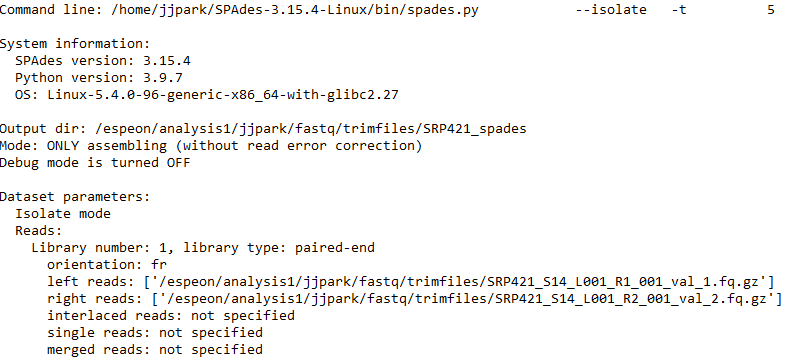 Command line: /home/jjpark/SPAdes-3.15.4-Linux/bin/spades.py --isolate -t 5
System information:
SPAdes version: 3.15.4
Python version: 3.9.7
OS: Linux-5.4.0-96-generic-x86_64-with-glibc2.27
Output dir: /espeon/analysis1/jjpark/fastq/trimfiles/SRP421_spades
Mode: ONLY assembling (without read error correction)
Debug mode is turned OFF
Dataset parameters:
Isolate mode
Reads:
Library number: 1, library type: paired-end
orientation: fr
left reads: ['/espeon/analysis1/jjpark/fastq/trimfiles/SRP421_S14_L001_R1_001_val_1.fq.gz']
right reads: ['/espeon/analysis1/jjpark/fastq/trimfiles/SRP421_S14_L001_R2_001_val_2.fq.gz']
interlaced reads: not specified
single reads: not specified
merged reads: not specified